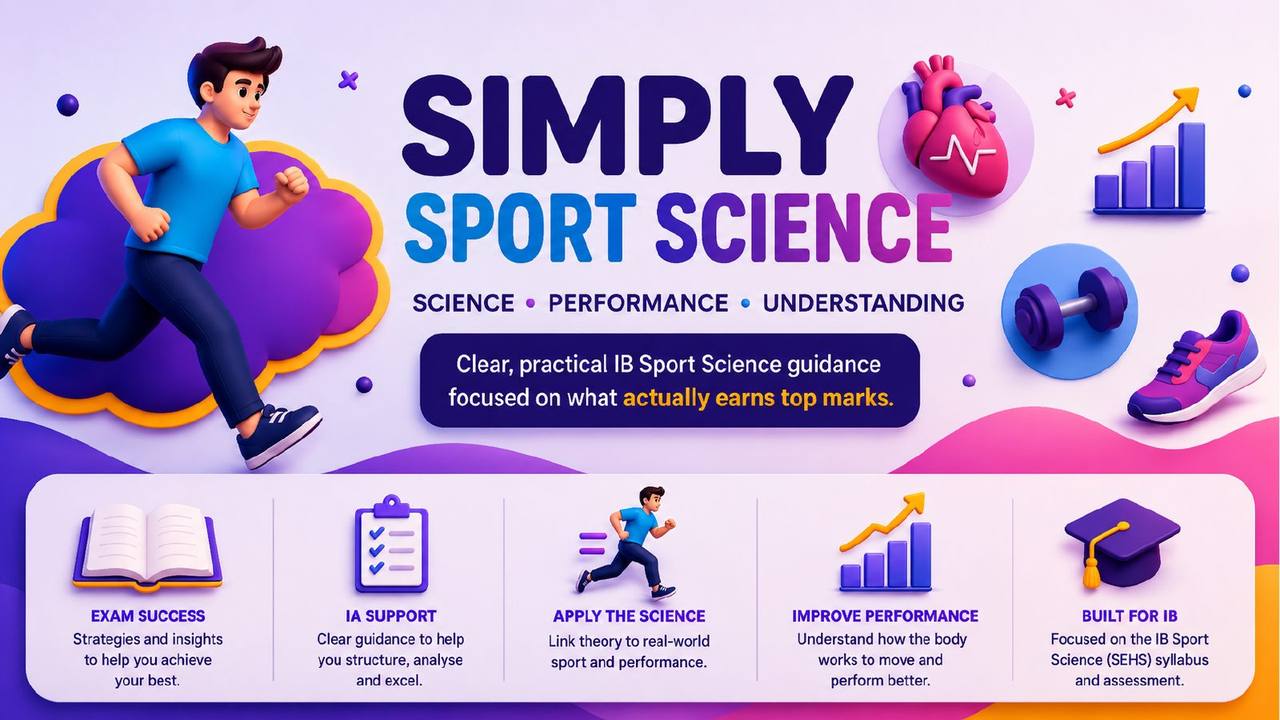 SIMPLY
SPORT SCIENCE
SCIENCE • PERFORMANCE • UNDERSTANDING
Clear, practical IB Sport Science guidance
focused on what actually earns top marks.
EXAM SUCCESS
Strategies and insights
to help you achieve
your best.
IA SUPPORT
Clear guidance to help
you structure, analyse
and excel.
APPLY THE SCIENCE
Link theory to real-world
sport and performance.
IMPROVE PERFORMANCE
Understand how the body
works to move and
perform better.
BUILT FOR IB
Focused on the IB Sport
Science (SEHS) syllabus
and assessment.